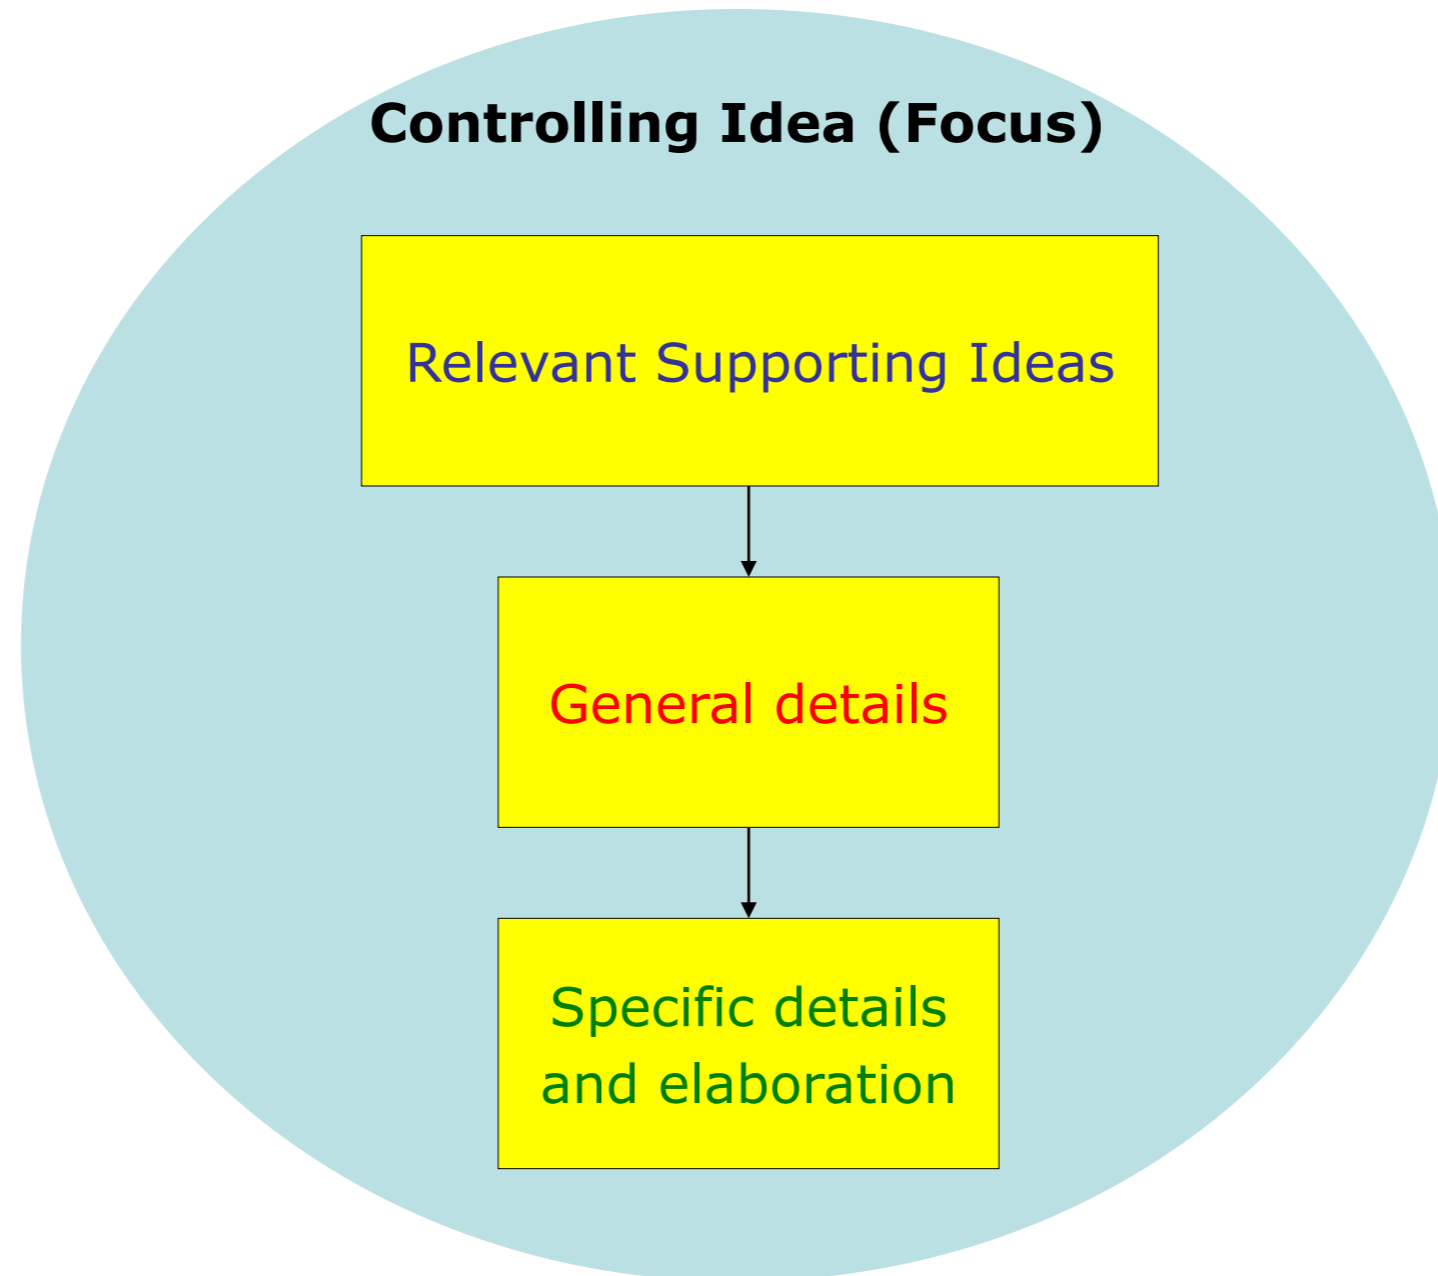 Controlling Idea (Focus)
Relevant Supporting Ideas
General details
Specific details
and elaboration